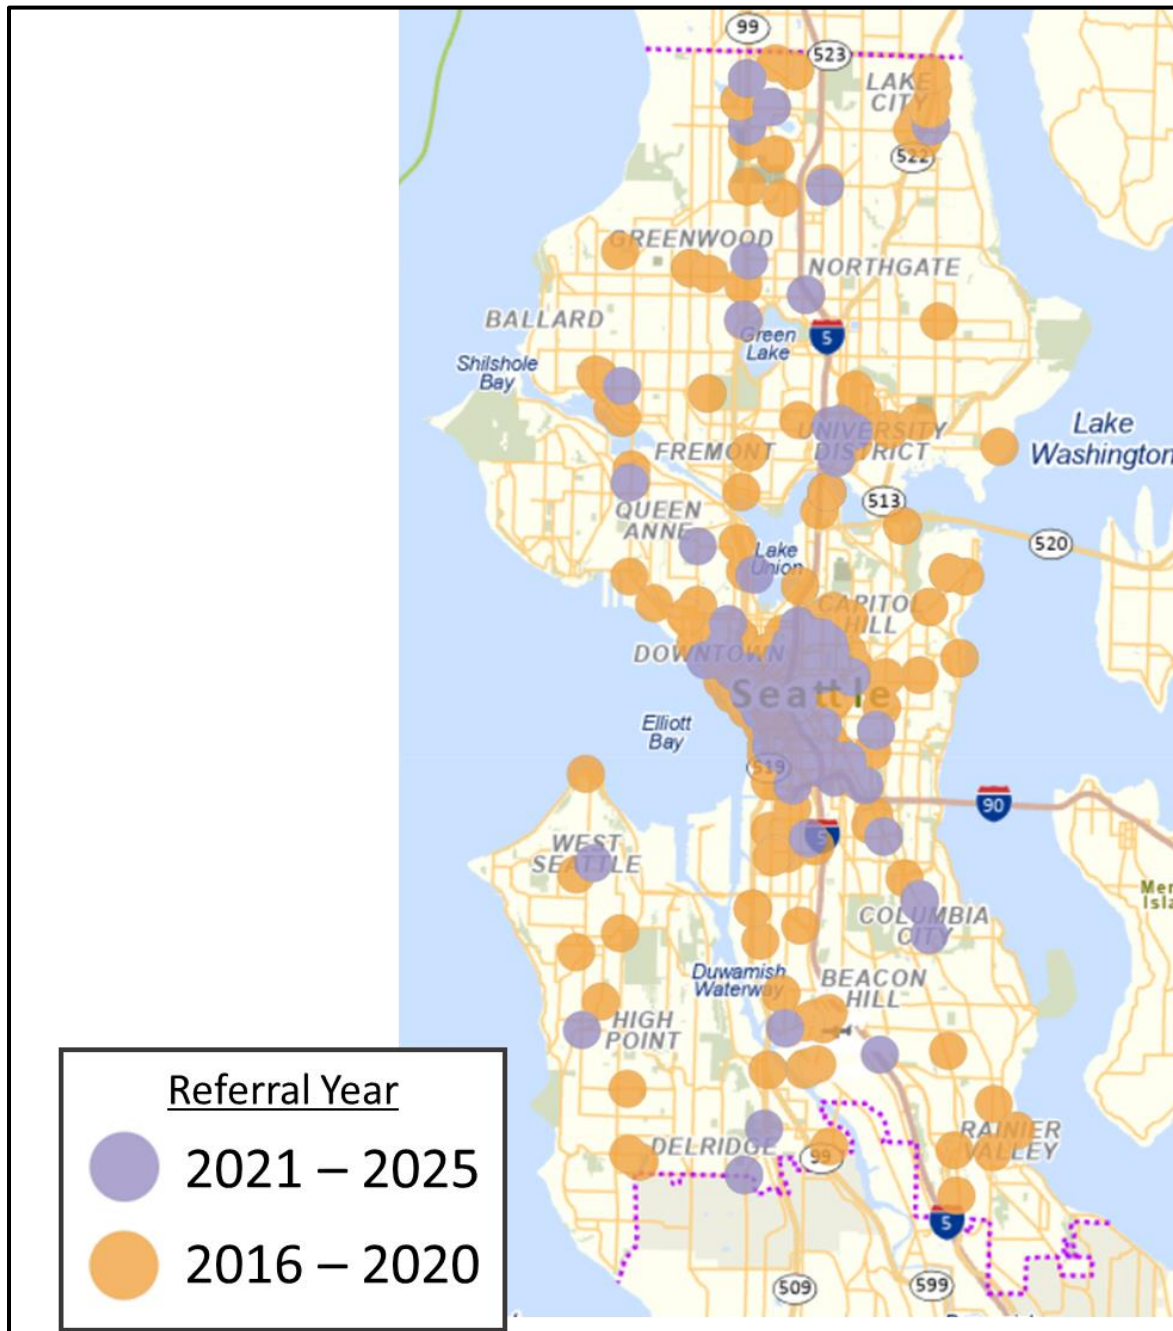 99
523
LAKE
CITY
522
GREENWOOD
NORTHGATE
BALLARD
Green
Lake
5
Shilshole
Bay
Lake
Washington
UNIVERSITY
DISTRICT
FREMONT
513
QUEEN
ANNE
520
Lake
Union
CAPITOL
HILL
DOWNTOWN
Seattle
Elliott
Bay
519
90
5
WEST
SEATTLE
COLUMBIA
CITY
Duwamish
Waterway
BEACON
HILL
HIGH
POINT
RAINIER
VALLEY
DELRIDGE
99
5
509
599
Referral Year
2021 – 2025
2016 – 2020